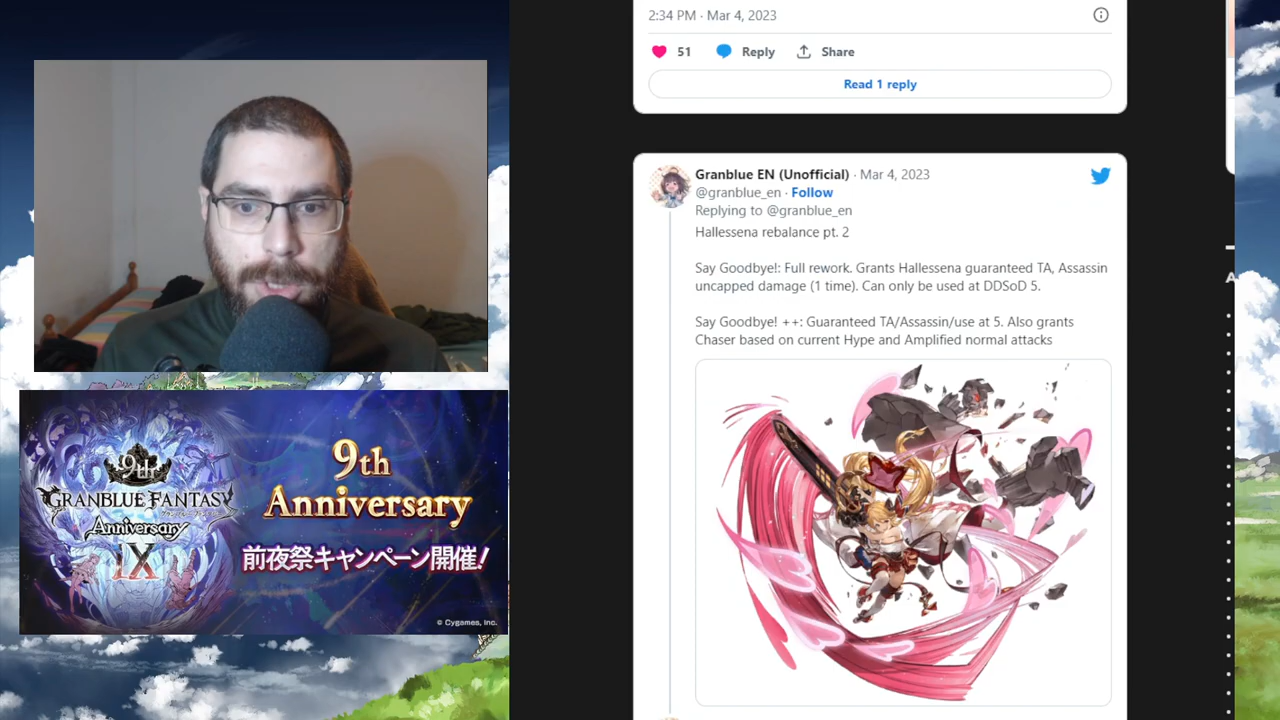 2:34 PM · Mar 4, 2023
51 Reply Share
Read 1 reply
Granblue EN (Unofficial) · Mar 4, 2023
@granblue_en · Follow
Replying to @granblue_en
Hallessena rebalance pt. 2
Say Goodbye!: Full rework. Grants Hallessena guaranteed TA, Assassin
uncapped damage (1 time). Can only be used at DDSoD 5.
Say Goodbye! ++: Guaranteed TA/Assassin/use at 5. Also grants
Chaser based on current Hype and Amplified normal attacks
9th
GRANBLUE FANTASY
Anniversary
IX
9th
Anniversary
前夜祭キャンペーン開催!
© Cygames, Inc.